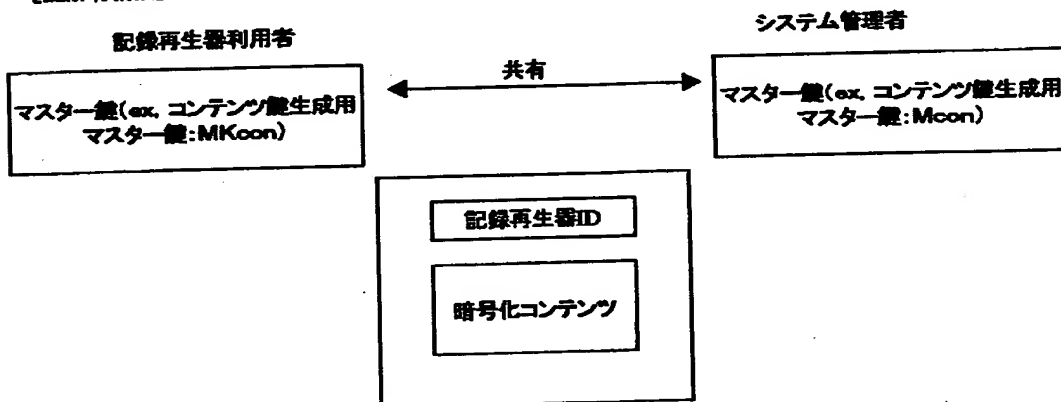 記録再生器利用者
システム管理者
マスター鍵(ex, コンテンツ鍵生成用
マスター鍵:MKcon)
共有
マスター鍵(ex, コンテンツ鍵生成用
マスター鍵:Mcon)
記録再生器ID
暗号化コンテンツ